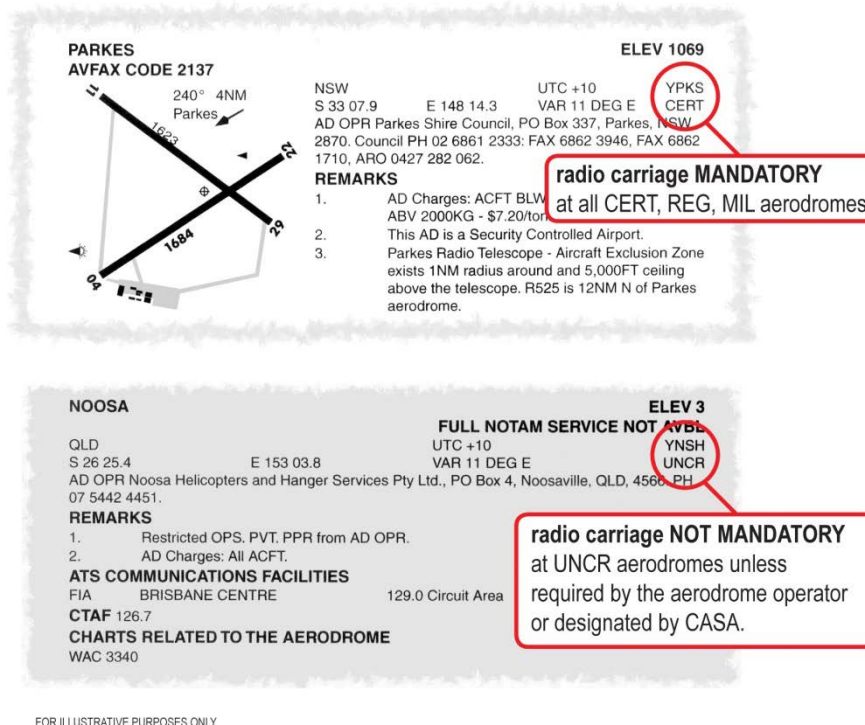 PARKES
ELEV 1069
AVFAX CODE 2137
11
240° 4NM
Parkes
1623
22
29
1684
04
NSW UTC +10 YPKS
S 33 07.9 E 148 14.3 VAR 11 DEG E CERT
AD OPR Parkes Shire Council, PO Box 337, Parkes, NSW
2870. Council PH 02 6861 2333: FAX 6862 3946, FAX 6862
1710, ARO 0427 282 062.
REMARKS
1. AD Charges: ACFT BLW
ABV 2000KG - $7.20/ton
2. This AD is a Security Controlled Airport.
3. Parkes Radio Telescope - Aircraft Exclusion Zone
exists 1NM radius around and 5,000FT ceiling
above the telescope. R525 is 12NM N of Parkes
aerodrome.
radio carriage MANDATORY
at all CERT, REG, MIL aerodromes
NOOSA ELEV 3
FULL NOTAM SERVICE NOT AVBL
QLD UTC +10 YNSH
S 26 25.4 E 153 03.8 VAR 11 DEG E UNCR
AD OPR Noosa Helicopters and Hanger Services Pty Ltd., PO Box 4, Noosaville, QLD, 4566. PH
07 5442 4451.
REMARKS
1. Restricted OPS. PVT. PPR from AD OPR.
2. AD Charges: All ACFT.
ATS COMMUNICATIONS FACILITIES
FIA BRISBANE CENTRE 129.0 Circuit Area
CTAF 126.7
CHARTS RELATED TO THE AERODROME
WAC 3340
radio carriage NOT MANDATORY
at UNCR aerodromes unless
required by the aerodrome operator
or designated by CASA.
FOR ILLUSTRATIVE PURPOSES ONLY